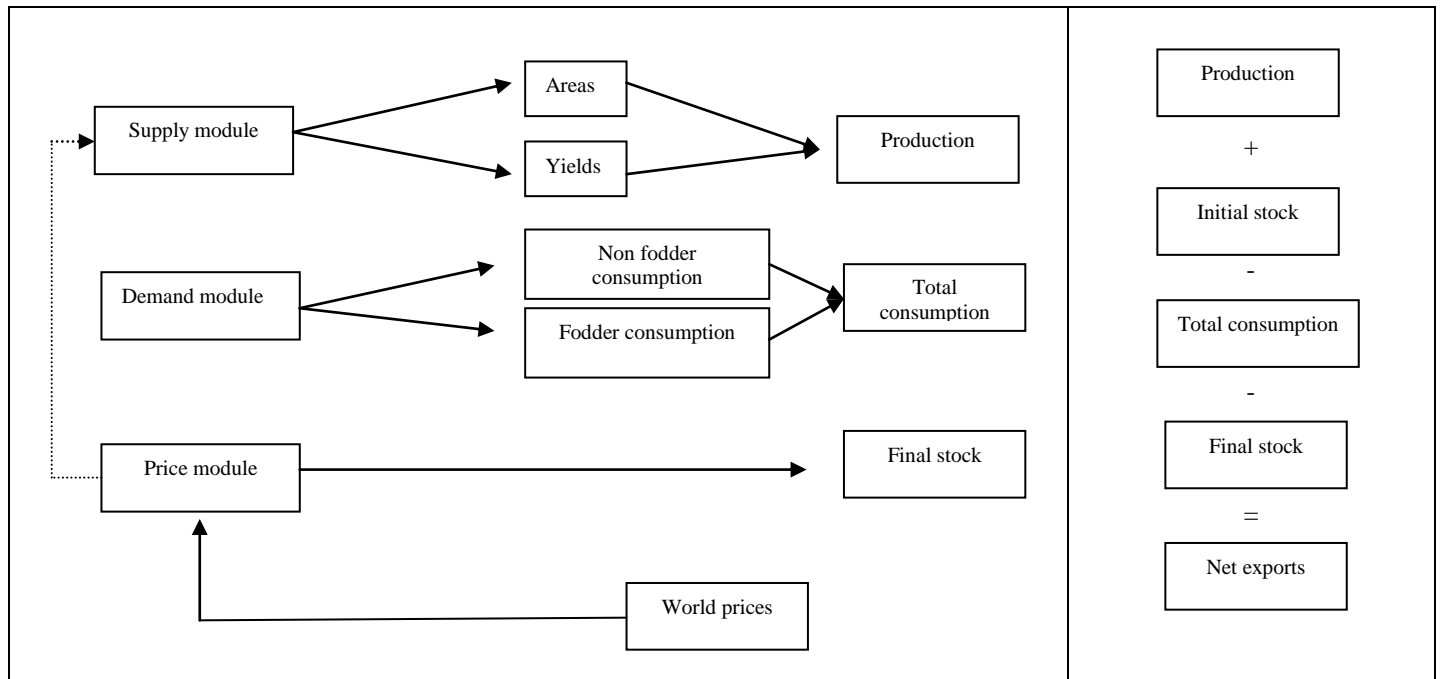 Areas
Supply module
Yields
Production
Non fodder
consumption
Demand module
Fodder consumption
Total
consumption
Price module
Final stock
World prices
Production
+
Initial stock
-
Total consumption
-
Final stock
=
Net exports